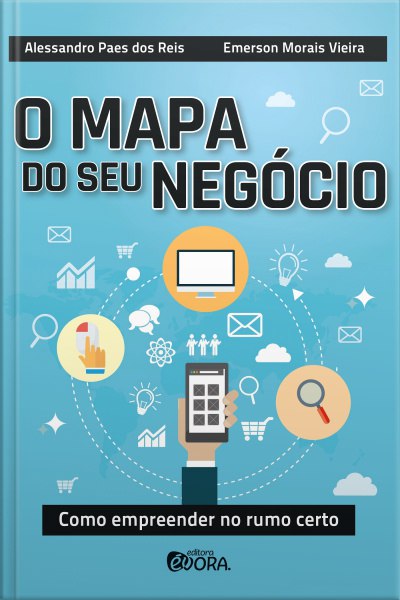 Alessandro Paes dos Reis Emerson Morais Vieira
O MAPA
DO SEU NEGÓCIO
Como empreender no rumo certo
editora
évORA.